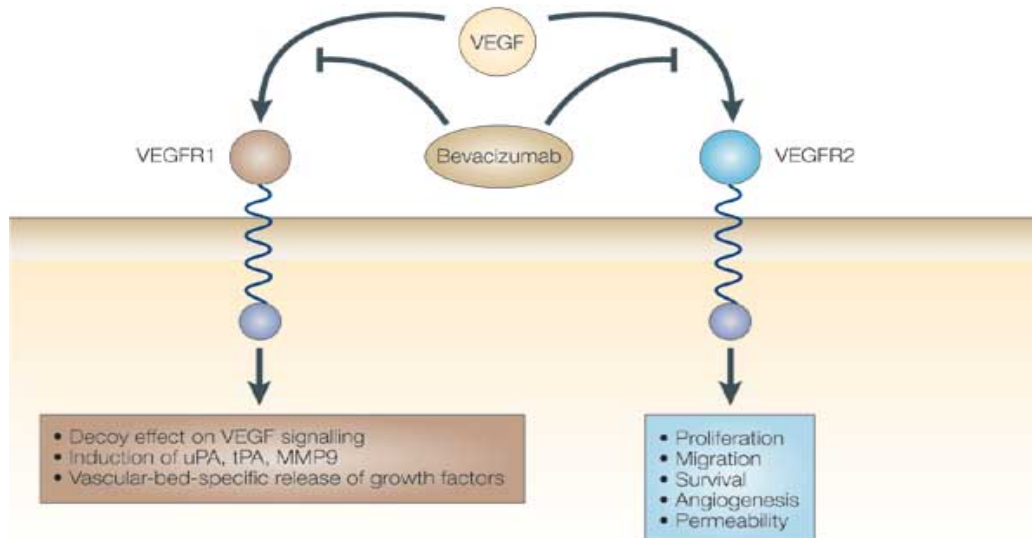 VEGF
VEGFR1
Bevacizumab
VEGFR2
• Decoy effect on VEGF signalling
• Induction of uPA, tPA, MMP9
• Vascular-bed-specific release of growth factors
• Proliferation
• Migration
• Survival
• Angiogenesis
• Permeability